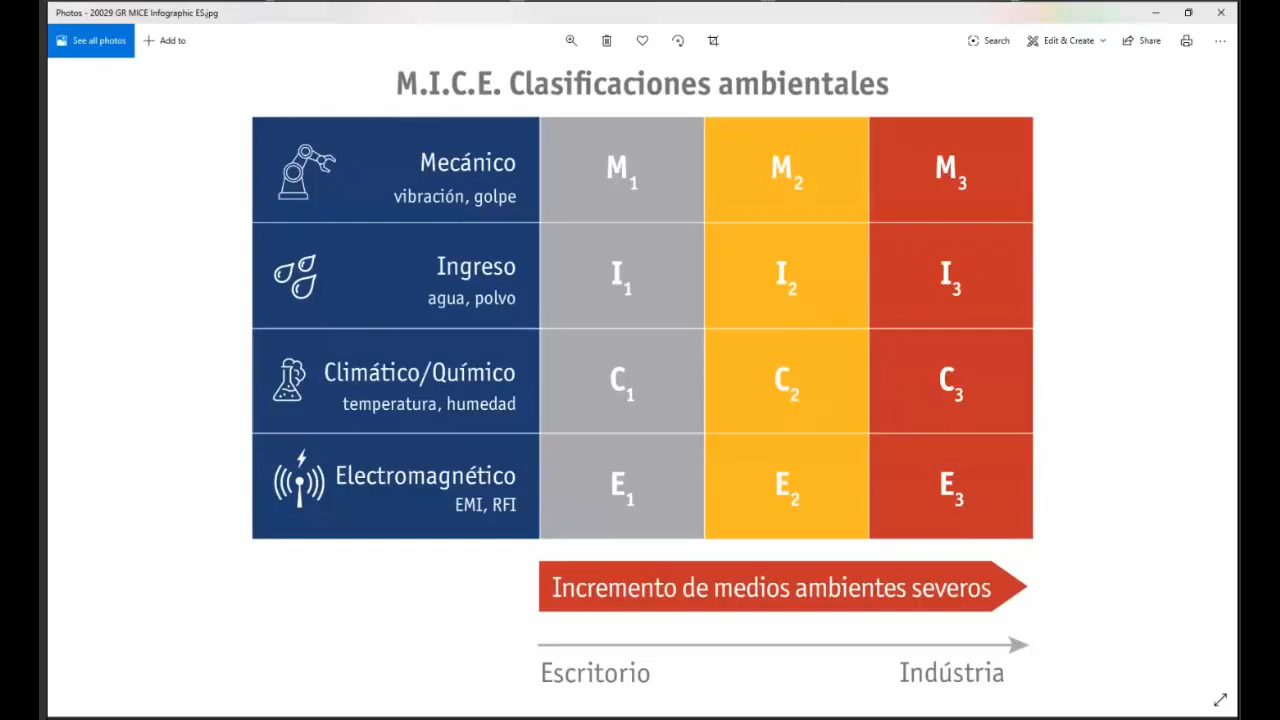 Photos - 20029 GR MICE Infographic ES.jpg
See all photos
Add to
Search
Edit & Create
Share
M.I.C.E. Clasificaciones ambientales
Mecánico
vibración, golpe
M1 M2 M3
Ingreso
agua, polvo
I1 I2 I3
Climático/Químico
temperatura, humedad
C1 C2 C3
Electromagnético
EMI, RFI
E1 E2 E3
Incremento de medios ambientes severos
Escritorio Indústria